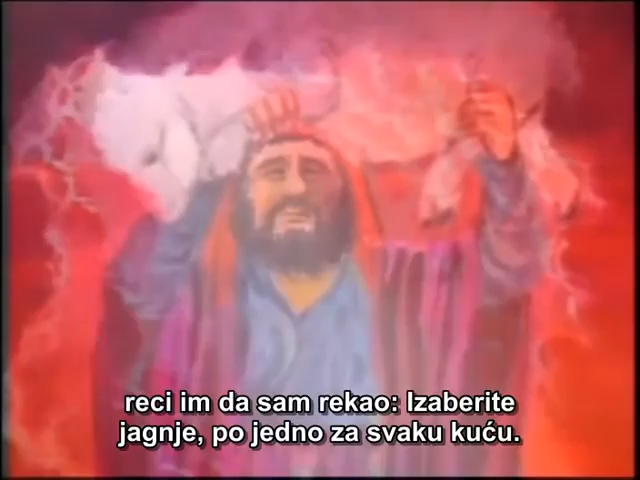 reci im da sam rekao: Izaberite
jagnje, po jedno za svaku kuću.